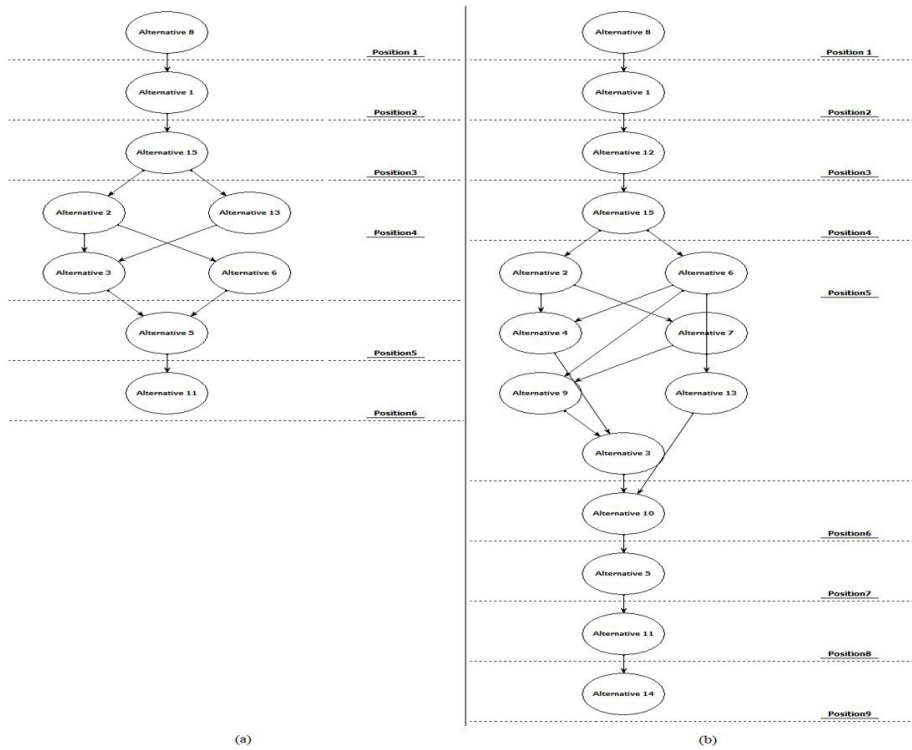 Alternative 8
Position 1
Alternative 1
Position2
Alternative 15
Position3
Alternative 2
Alternative 13
Position4
Alternative 3
Alternative 6
Alternative 5
Position5
Alternative 11
Position6
(a)
Alternative 8
Position 1
Alternative 1
Position2
Alternative 12
Position3
Alternative 15
Position4
Alternative 2
Alternative 6
Position5
Alternative 4
Alternative 7
Alternative 9
Alternative 13
Alternative 3
Alternative 10
Position6
Alternative 5
Position7
Alternative 11
Position8
Alternative 14
Position9
(b)